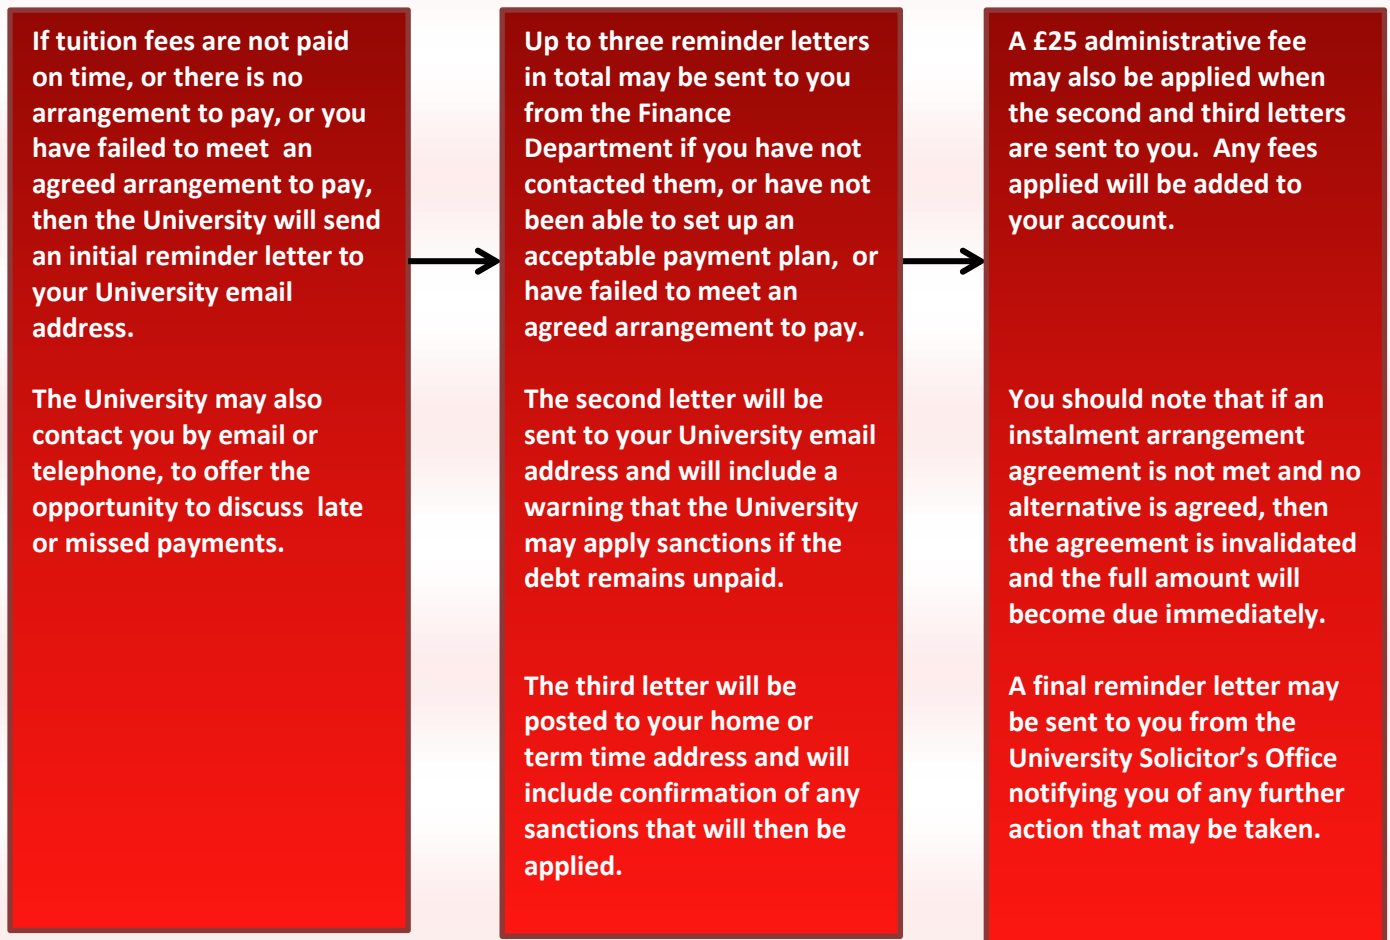 If tuition fees are not paid
on time, or there is no
arrangement to pay, or you
have failed to meet  an
agreed arrangement to pay,
then the University will send
an initial reminder letter to
your University email
address.
The University may also
contact you by email or
telephone, to offer the
opportunity to discuss  late
or missed payments.
Up to three reminder letters
in total may be sent to you
from the Finance
Department if you have not
contacted them, or have not
been able to set up an
acceptable payment plan,  or
have failed to meet an
agreed arrangement to pay.
The second letter will be
sent to your University email
address and will include a
warning that the University
may apply sanctions if the
debt remains unpaid.
The third letter will be
posted to your home or
term time address and will
include confirmation of any
sanctions that will then be
applied.
A £25 administrative fee
may also be applied when
the second and third letters
are sent to you.  Any fees
applied will be added to
your account.
You should note that if an
instalment arrangement
agreement is not met and no
alternative is agreed, then
the agreement is invalidated
and the full amount will
become due immediately.
A final reminder letter may
be sent to you from the
University Solicitor’s Office
notifying you of any further
action that may be taken.